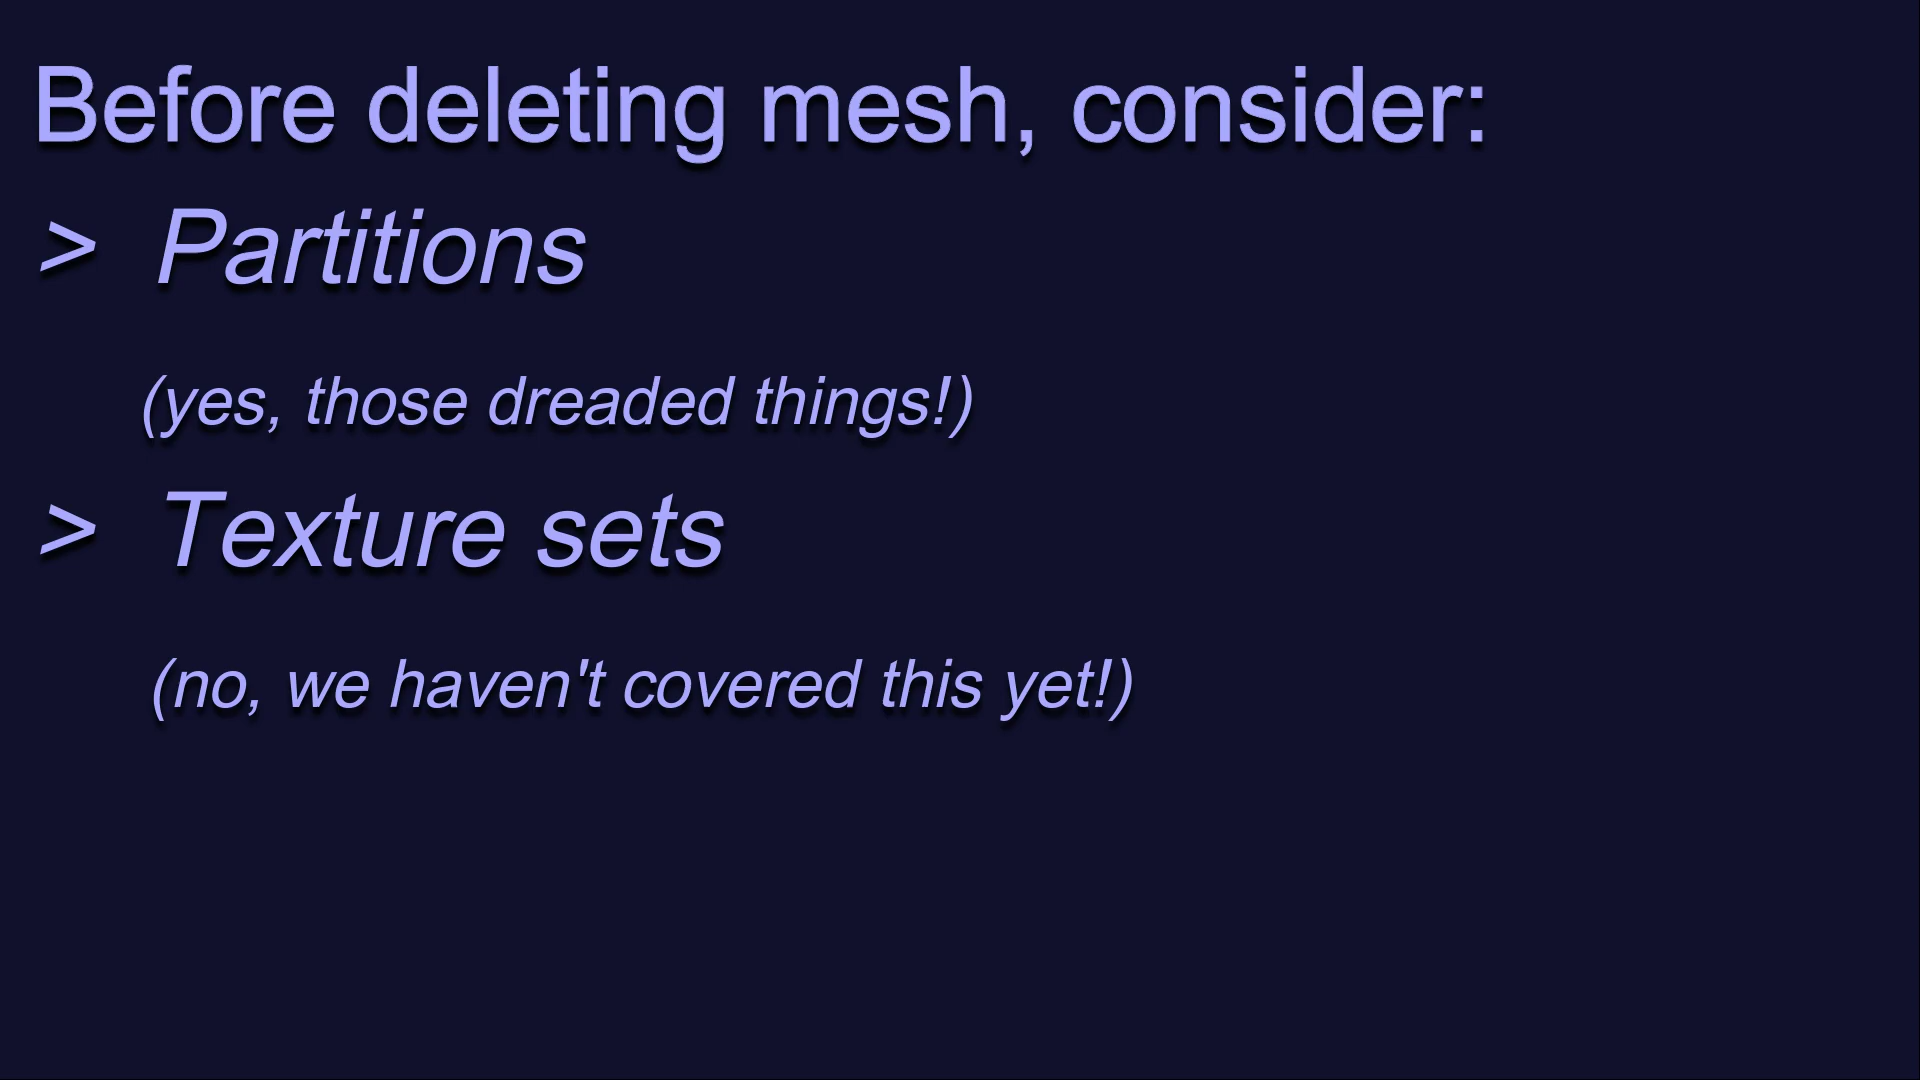 Before deleting mesh, consider:
> Partitions
(yes, those dreaded things!)
> Texture sets
(no, we haven't covered this yet!)